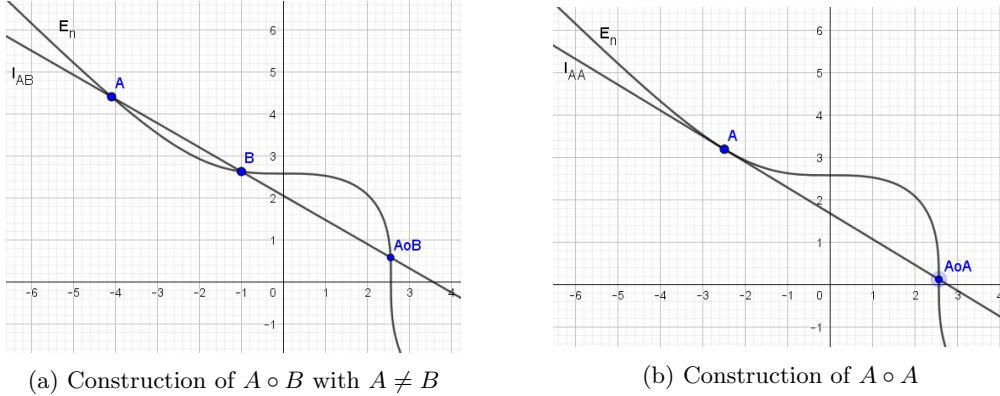 E_n
I_AB
A
B
AoB
6
5
4
3
2
1
0
-1
-6 -5 -4 -3 -2 -1 1 2 3 4
(a) Construction of A ∘ B with A ≠ B
E_n
I_AA
A
AoA
6
5
4
3
2
1
0
-1
-6 -5 -4 -3 -2 -1 1 2 3 4
(b) Construction of A ∘ A